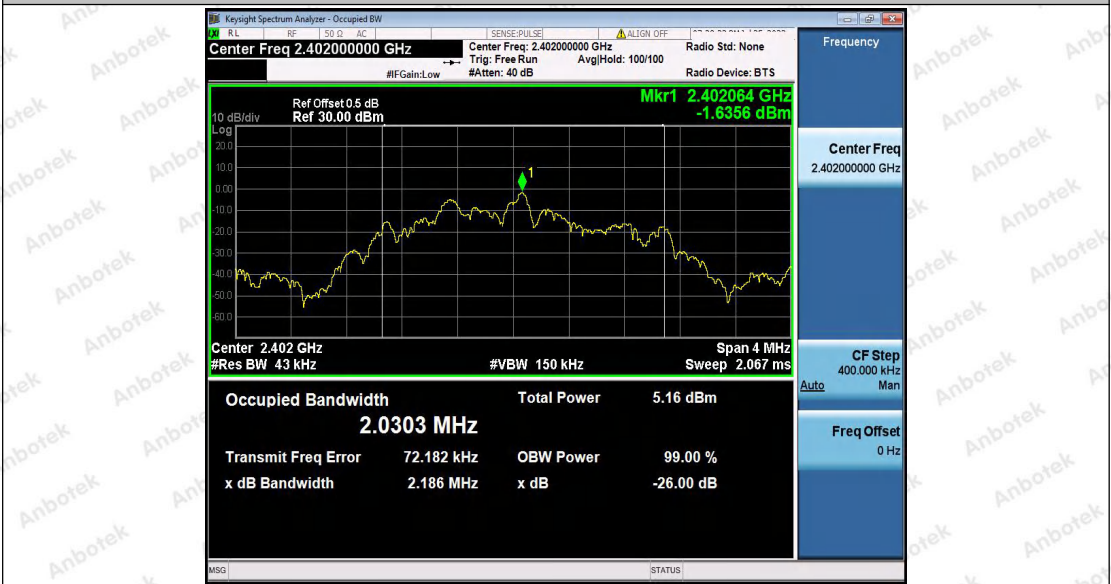 Keysight Spectrum Analyzer - Occupied BW
RL RF 50 Ω AC SENSE:PULSE ALIGN OFF
Center Freq 2.402000000 GHz
Center Freq: 2.402000000 GHz Radio Std: None
Trig: Free Run Avg|Hold: 100/100
#IFGain:Low #Atten: 40 dB Radio Device: BTS
Mkr1 2.402064 GHz
-1.6356 dBm
Ref Offset 0.5 dB
10 dB/div Ref 30.00 dBm
Log
20.0
10.0
0.00
-10.0
-20.0
-30.0
-40.0
-50.0
-60.0
1
Center 2.402 GHz Span 4 MHz
#Res BW 43 kHz #VBW 150 kHz Sweep 2.067 ms
Occupied Bandwidth Total Power 5.16 dBm
2.0303 MHz
Transmit Freq Error 72.182 kHz OBW Power 99.00 %
x dB Bandwidth 2.186 MHz x dB -26.00 dB
MSG STATUS
Frequency
Center Freq
2.402000000 GHz
CF Step
400.000 kHz
Auto Man
Freq Offset
0 Hz
Anbotek